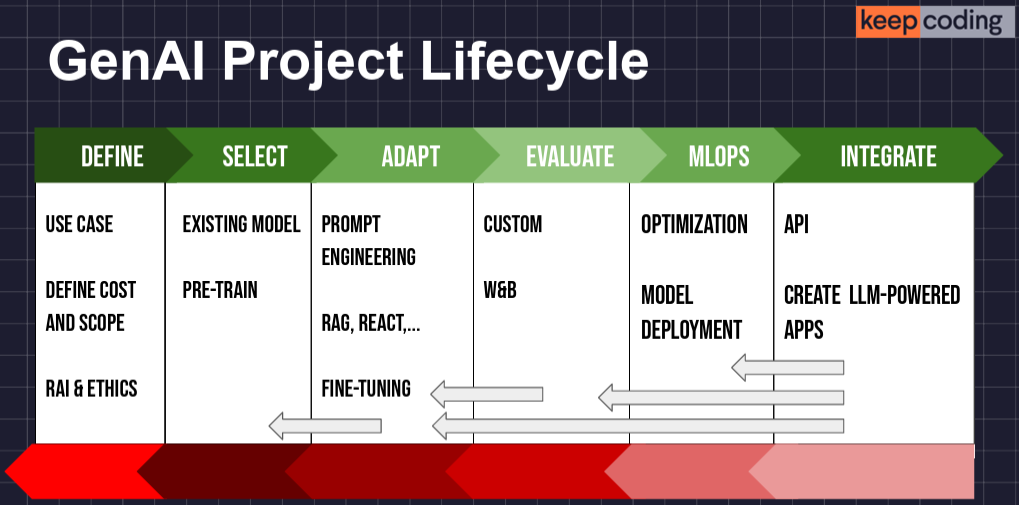 keepcoding
GenAI Project Lifecycle
DEFINE
SELECT
ADAPT
EVALUATE
MLOPS
INTEGRATE
USE CASE
DEFINE COST
AND SCOPE
RAI & ETHICS
EXISTING MODEL
PRE-TRAIN
PROMPT
ENGINEERING
RAG, REACT,...
FINE-TUNING
CUSTOM
W&B
OPTIMIZATION
MODEL
DEPLOYMENT
API
CREATE LLM-POWERED
APPS